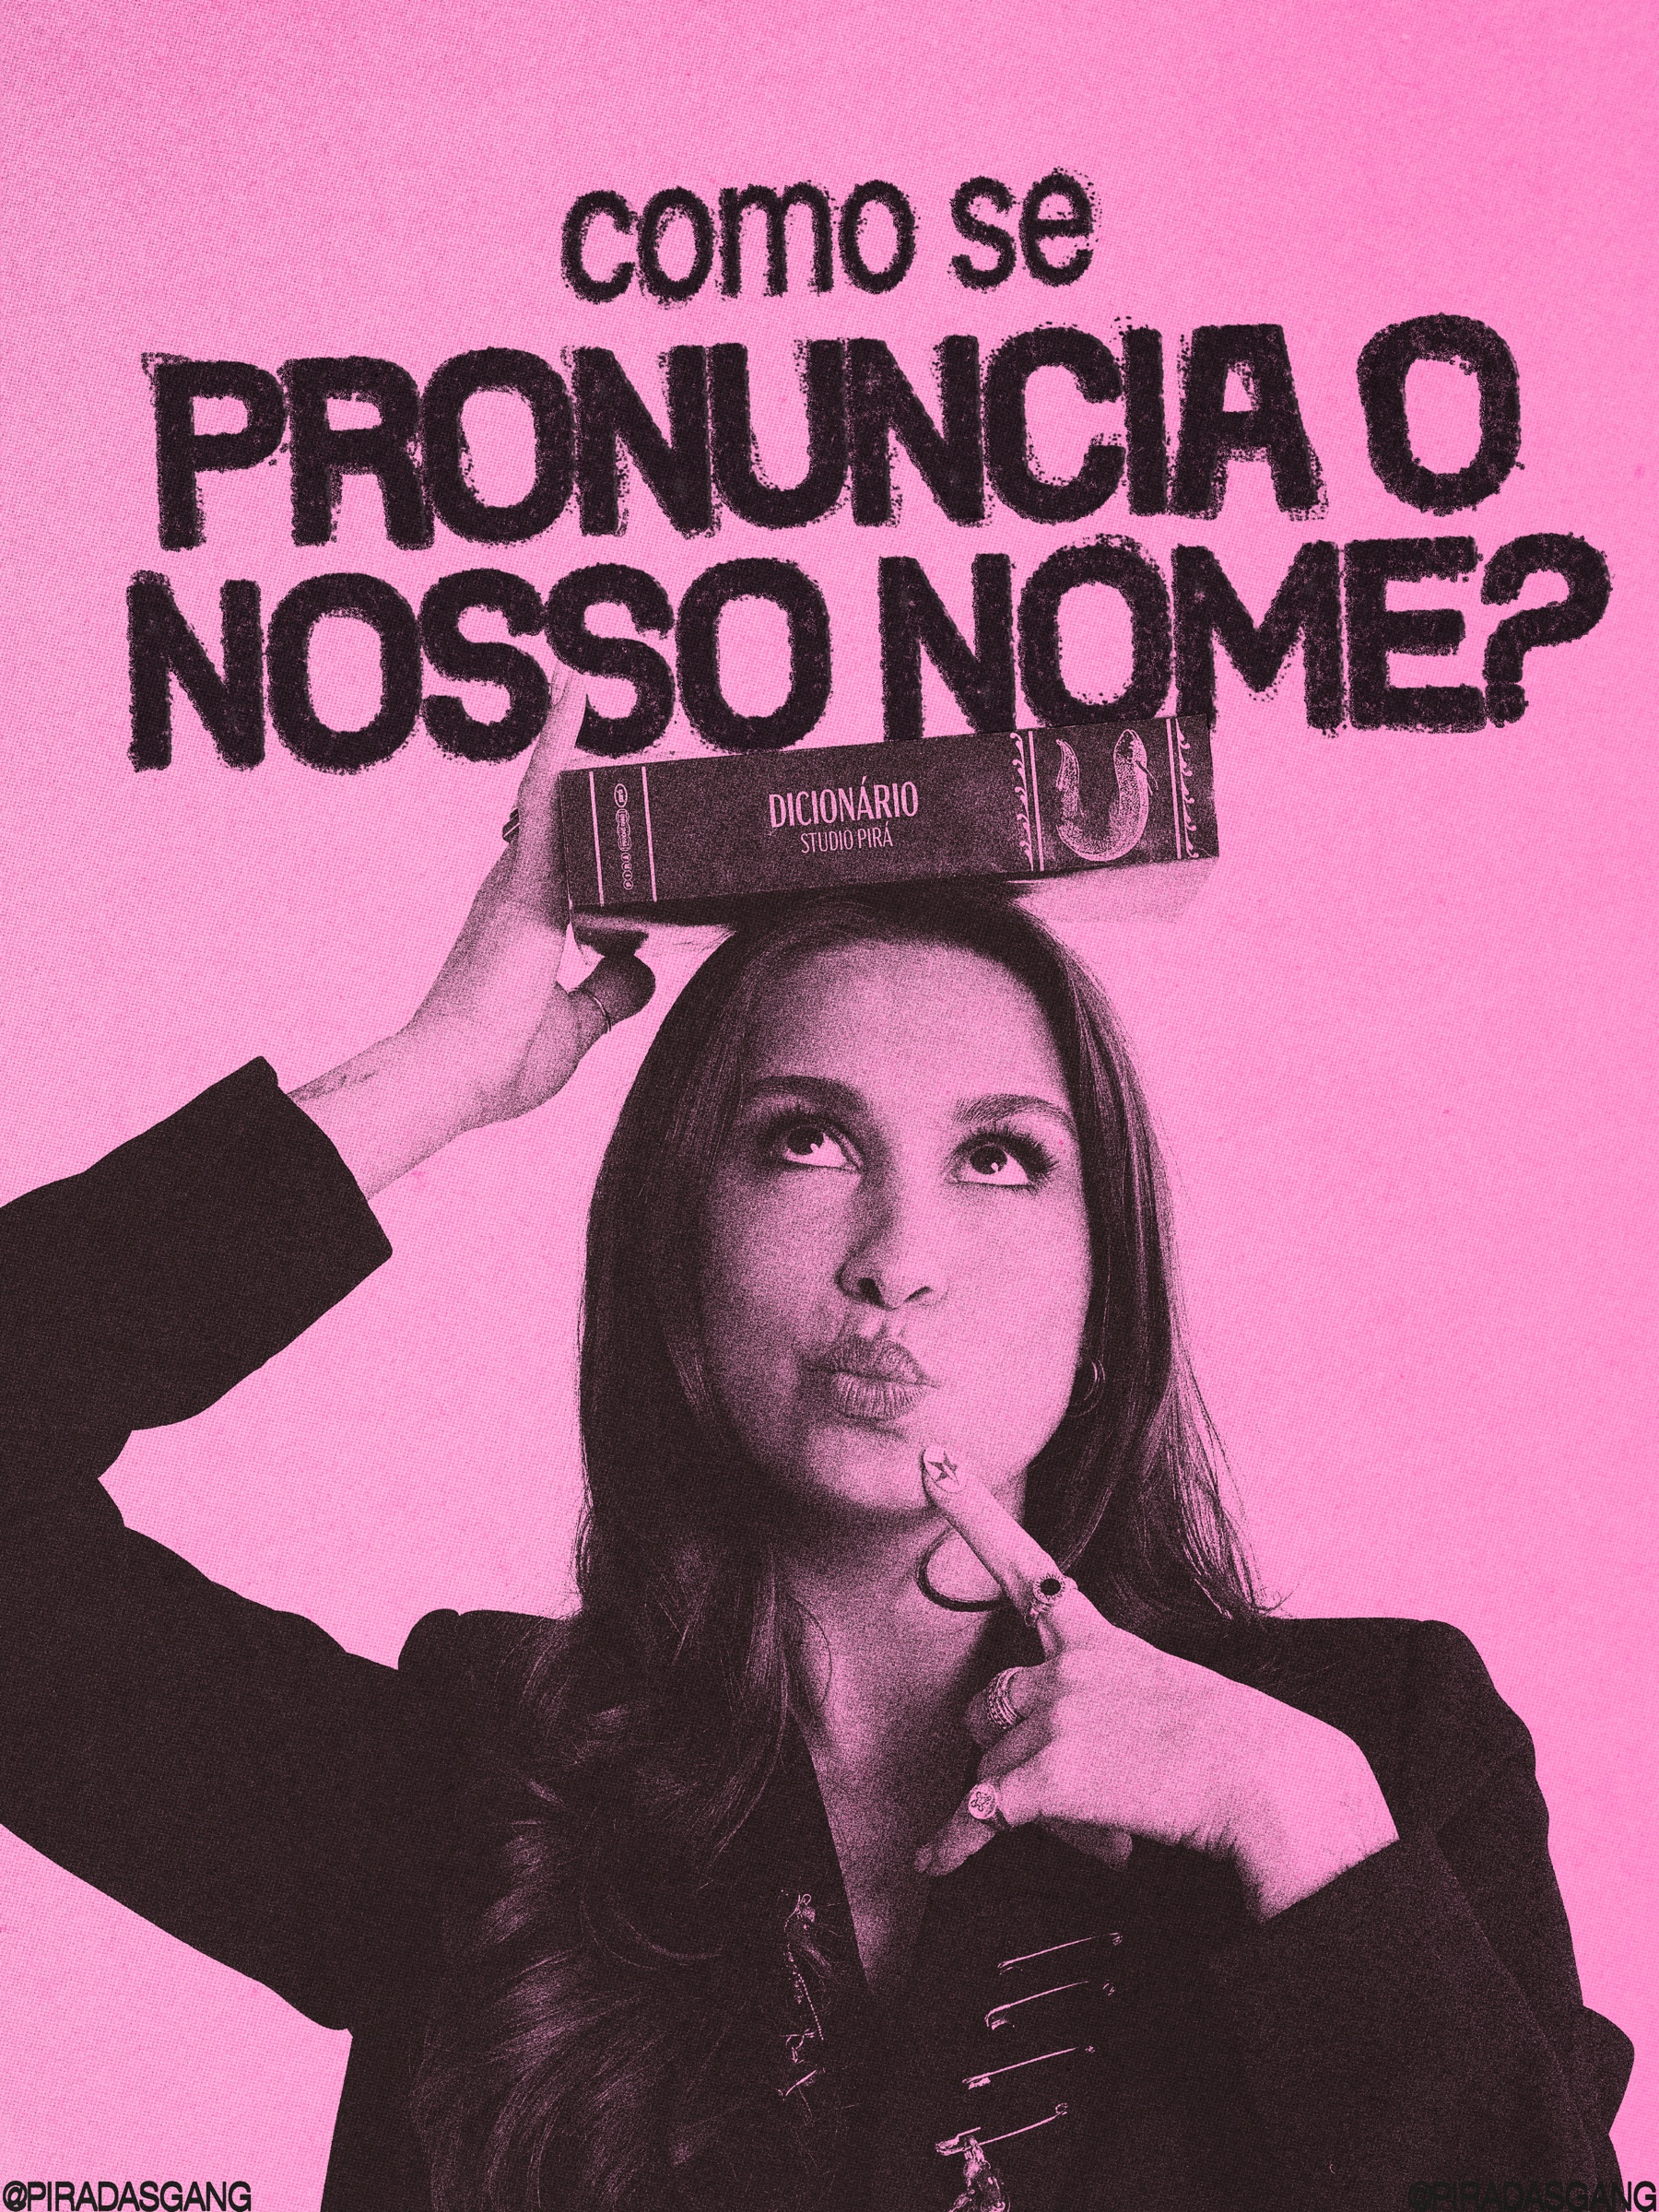 como se
PRONUNCIA O
NOSSO NOME?
DICIONÁRIO
STUDIO PIRÁ
@PIRADASGANG
@PIRADASGANG